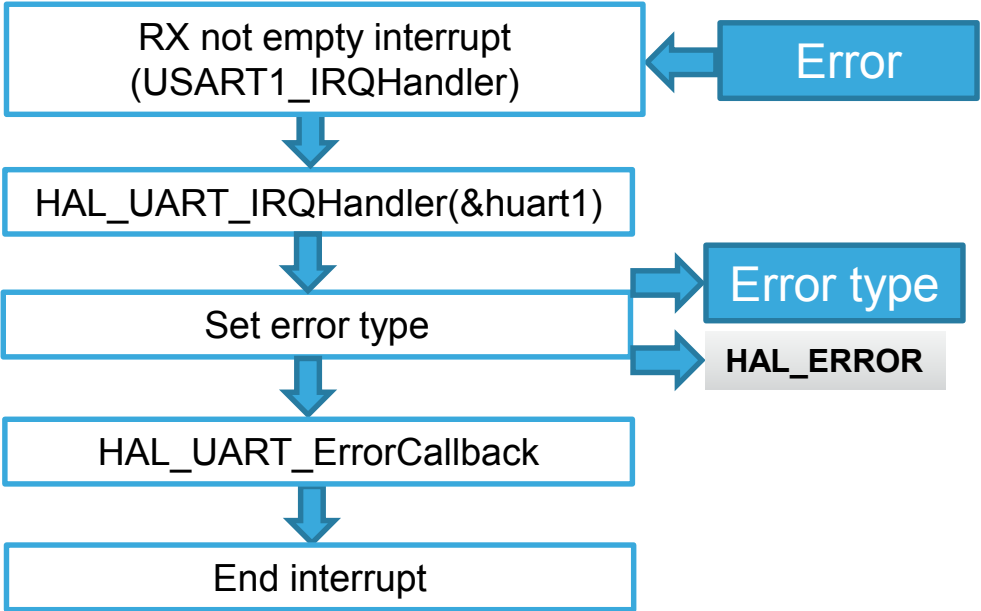 RX not empty interrupt
(USART1_IRQHandler)
Error
HAL_UART_IRQHandler(&huart1)
Error type
Set error type
HAL_ERROR
HAL_UART_ErrorCallback
End interrupt